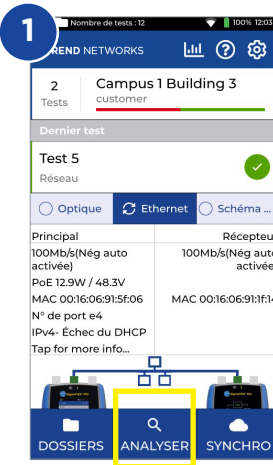 1
Nombre de tests : 12
100% 12:03
TREND NETWORKS
2
Tests
Campus 1 Building 3
customer
Dernier test
Test 5
Réseau
Optique
Ethernet
Schéma ...
Principal
Récepteu
100Mb/s(Nég auto
activée)
100Mb/s(Nég auto
activée
PoE 12.9W / 48.3V
MAC 00:16:06:91:5f:06
MAC 00:16:06:91:1f:14
N° de port e4
IPv4- Échec du DHCP
Tap for more info...
DOSSIERS
ANALYSER
SYNCHRO